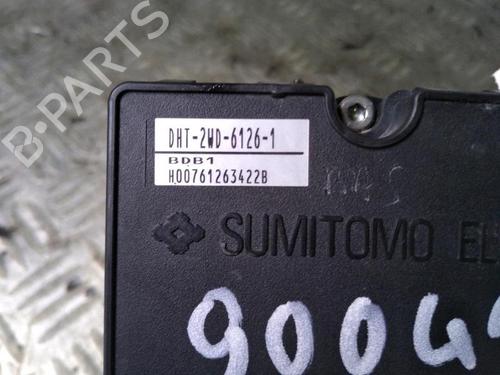 B-PARTS
DHT-2WD-6126-1
BDB1
H00761263422B
SUMITOMO EL
9004